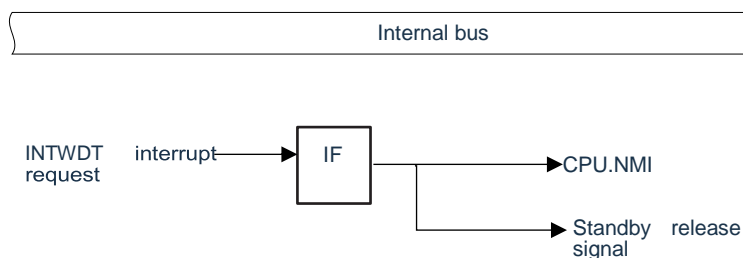 Internal bus
INTWDT interrupt
request
IF
CPU.NMI
Standby release
signal